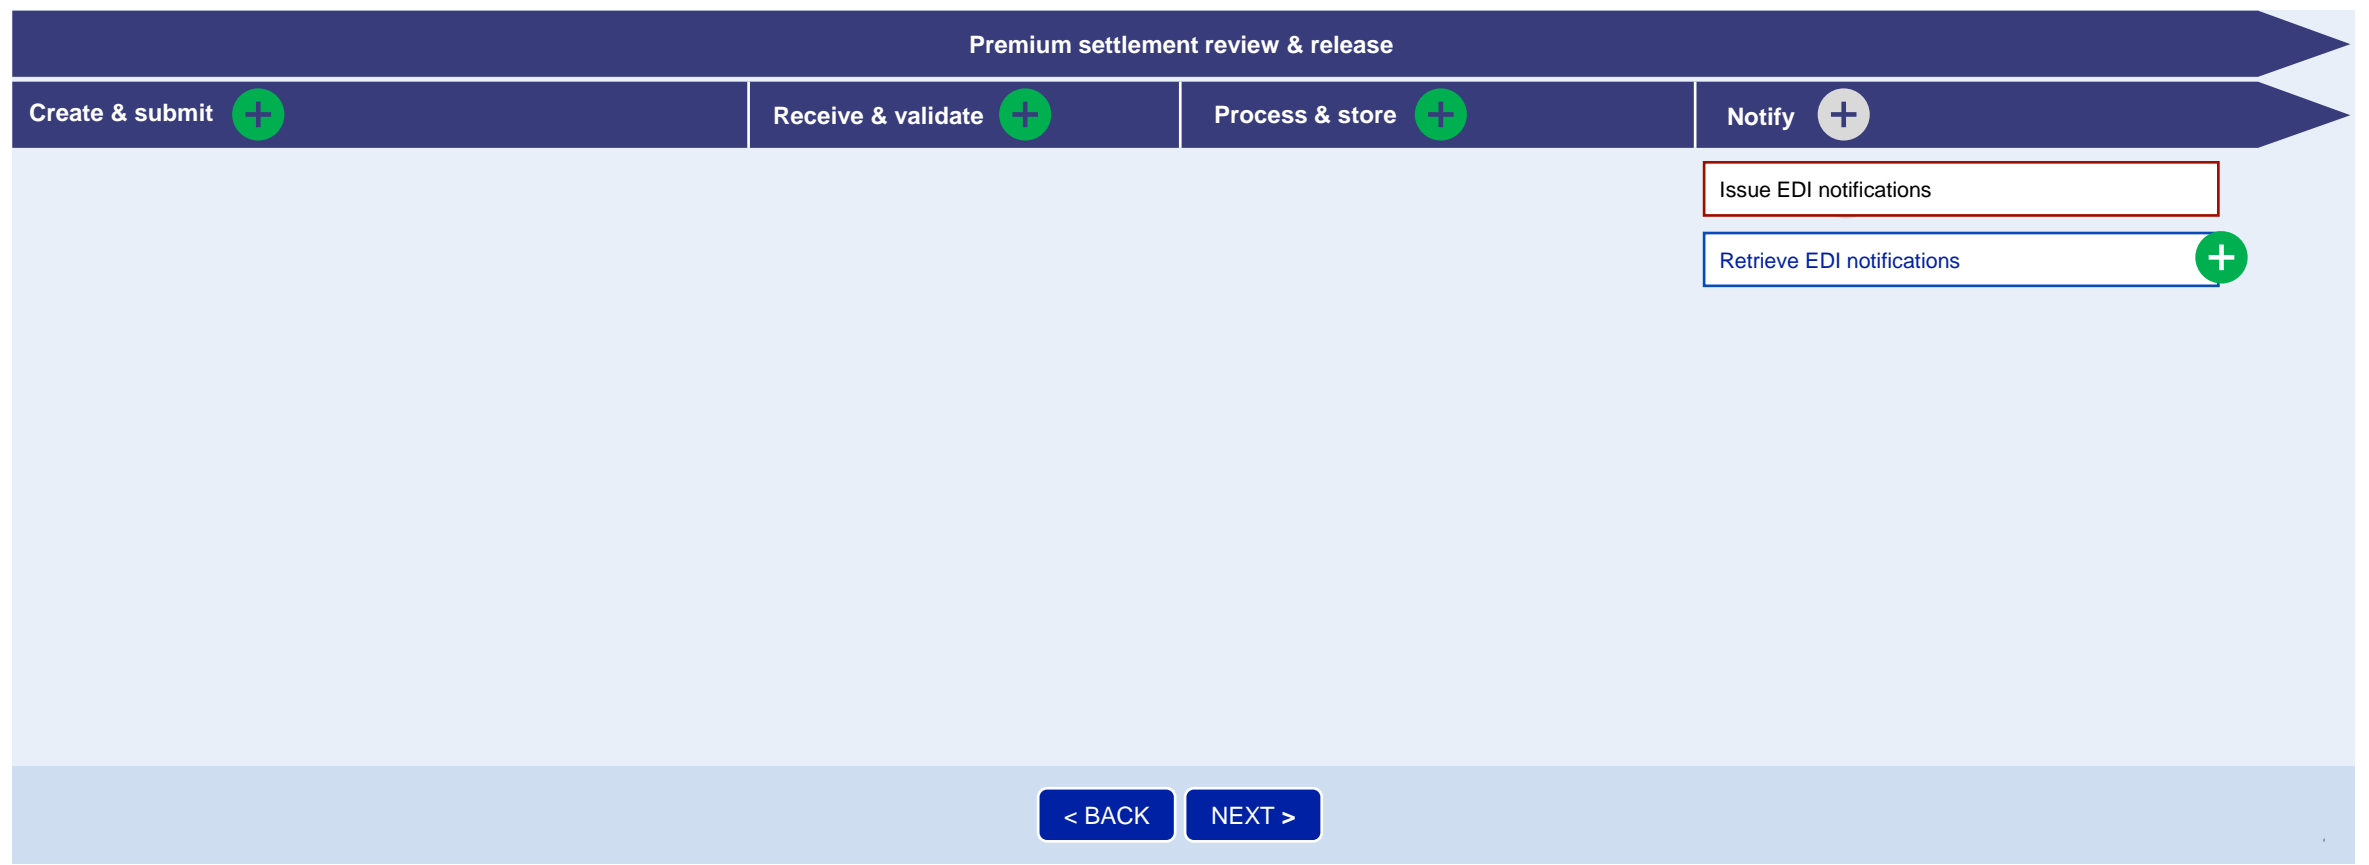 Premium settlement review & release
Create & submit
Receive & validate
Process & store
Notify
Issue EDI notifications
Retrieve EDI notifications
< BACK
NEXT >